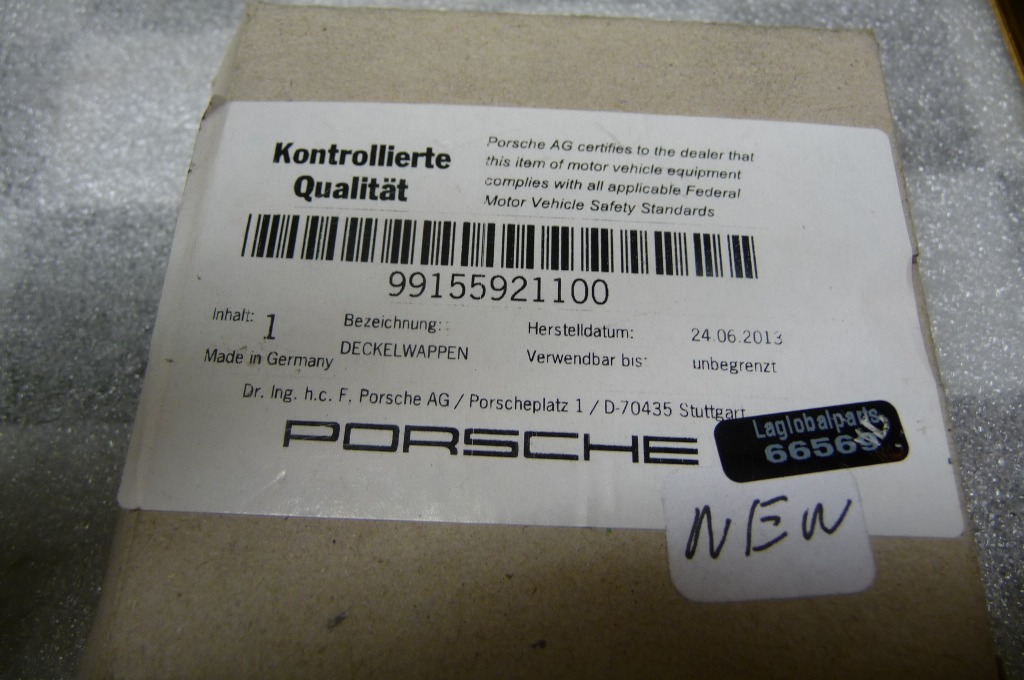 Kontrollierte
Qualität
Porsche AG certifies to the dealer that
this item of motor vehicle equipment
complies with all applicable Federal
Motor Vehicle Safety Standards
99155921100
Inhalt: 1
Bezeichnung:
Herstelldatum: 24.06.2013
Made in Germany
DECKELWAPPEN
Verwendbar bis: unbegrenzt
Dr. Ing. h.c. F. Porsche AG / Porscheplatz 1 / D-70435 Stuttgart
PORSCHE
Laglobalparts
66569
NEW